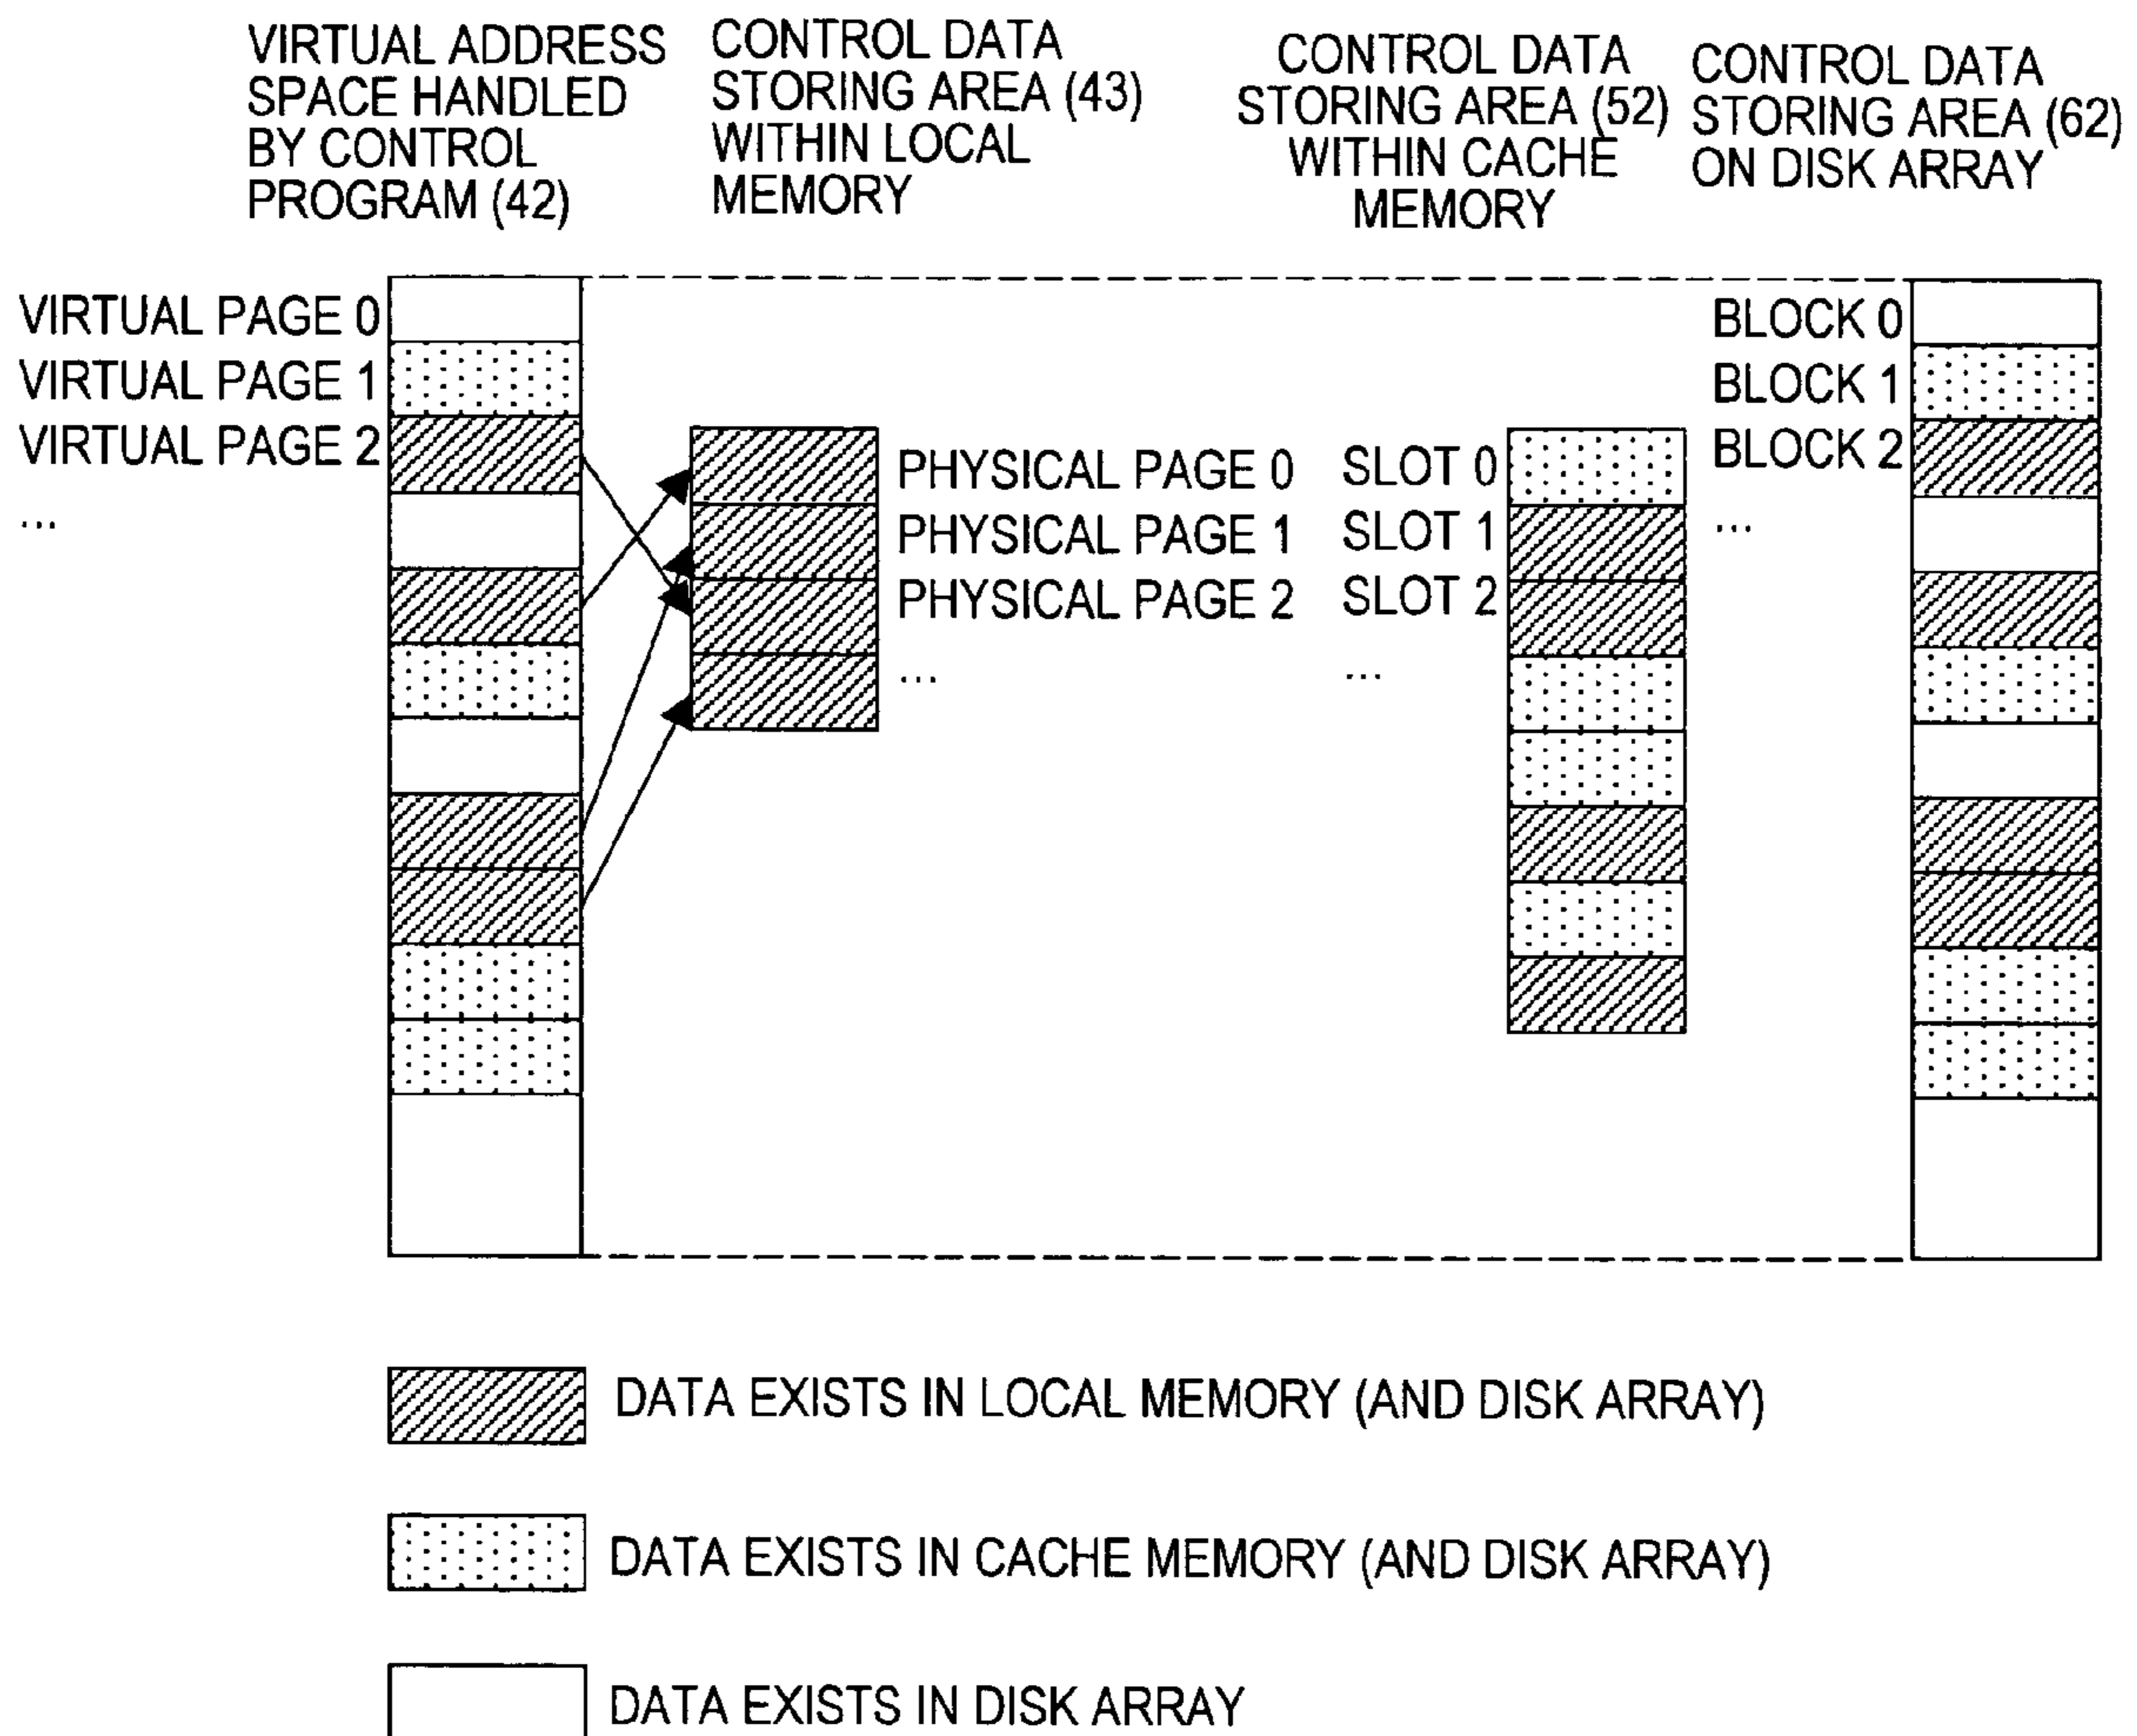 VIRTUAL ADDRESS
SPACE HANDLED
BY CONTROL
PROGRAM (42)
CONTROL DATA
STORING AREA (43)
WITHIN LOCAL
MEMORY
CONTROL DATA
STORING AREA (52)
WITHIN CACHE
MEMORY
CONTROL DATA
STORING AREA (62)
ON DISK ARRAY
VIRTUAL PAGE 0
VIRTUAL PAGE 1
VIRTUAL PAGE 2
...
PHYSICAL PAGE 0
PHYSICAL PAGE 1
PHYSICAL PAGE 2
...
SLOT 0
SLOT 1
SLOT 2
...
BLOCK 0
BLOCK 1
BLOCK 2
...
DATA EXISTS IN LOCAL MEMORY (AND DISK ARRAY)
DATA EXISTS IN CACHE MEMORY (AND DISK ARRAY)
DATA EXISTS IN DISK ARRAY